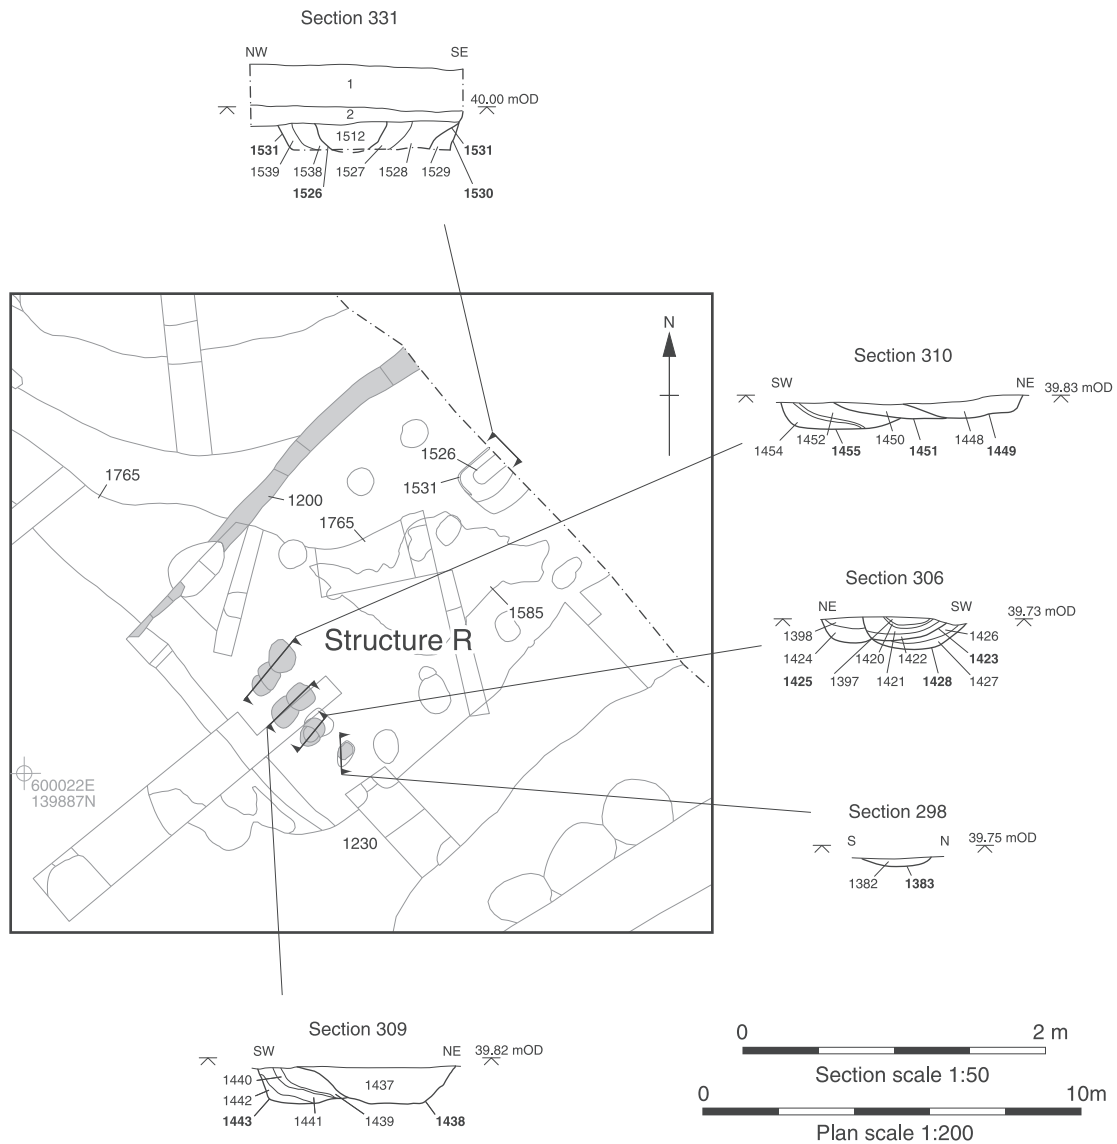 Section 331
NW SE
1
40.00 mOD
2
1512
1531 1531
1539 1538 1527 1528 1529
1526 1530
N
Section 310
SW NE 39.83 mOD
1454 1452 1450 1448
1455 1451 1449
1526
1531
1765
1200
1765
1585
Structure R
Section 306
NE SW 39.73 mOD
1398 1426
1424 1420 1422 1423
1425 1397 1421 1428 1427
600022E
139887N
1230
Section 298
S N 39.75 mOD
1382 1383
Section 309
SW NE 39.82 mOD
1440 1437
1442
1443 1441 1439 1438
0 2 m
Section scale 1:50
0 10m
Plan scale 1:200